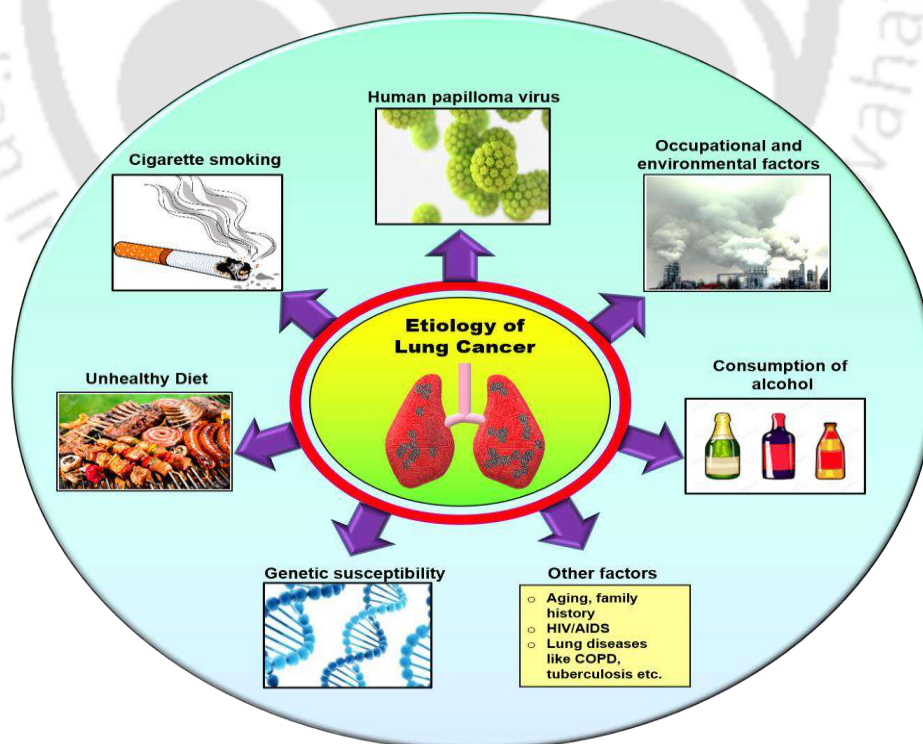 Human papilloma virus
Cigarette smoking
Occupational and
environmental factors
Etiology of
Lung Cancer
Unhealthy Diet
Consumption of
alcohol
Genetic susceptibility
Other factors
o Aging, family
history
o HIV/AIDS
o Lung diseases
like COPD,
tuberculosis etc.